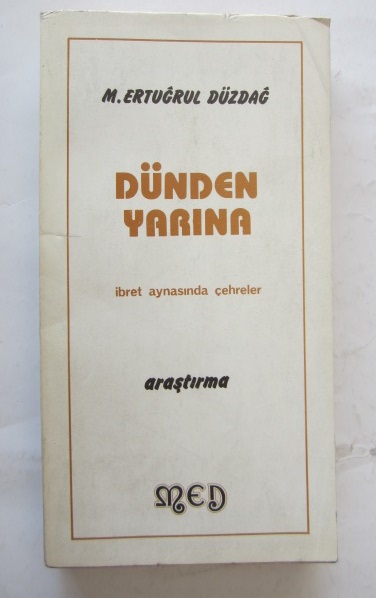 M. ERTUĞRUL DÜZDAĞ
DÜNDEN
YARINA
ibret aynasında çehreler
araştırma
MED